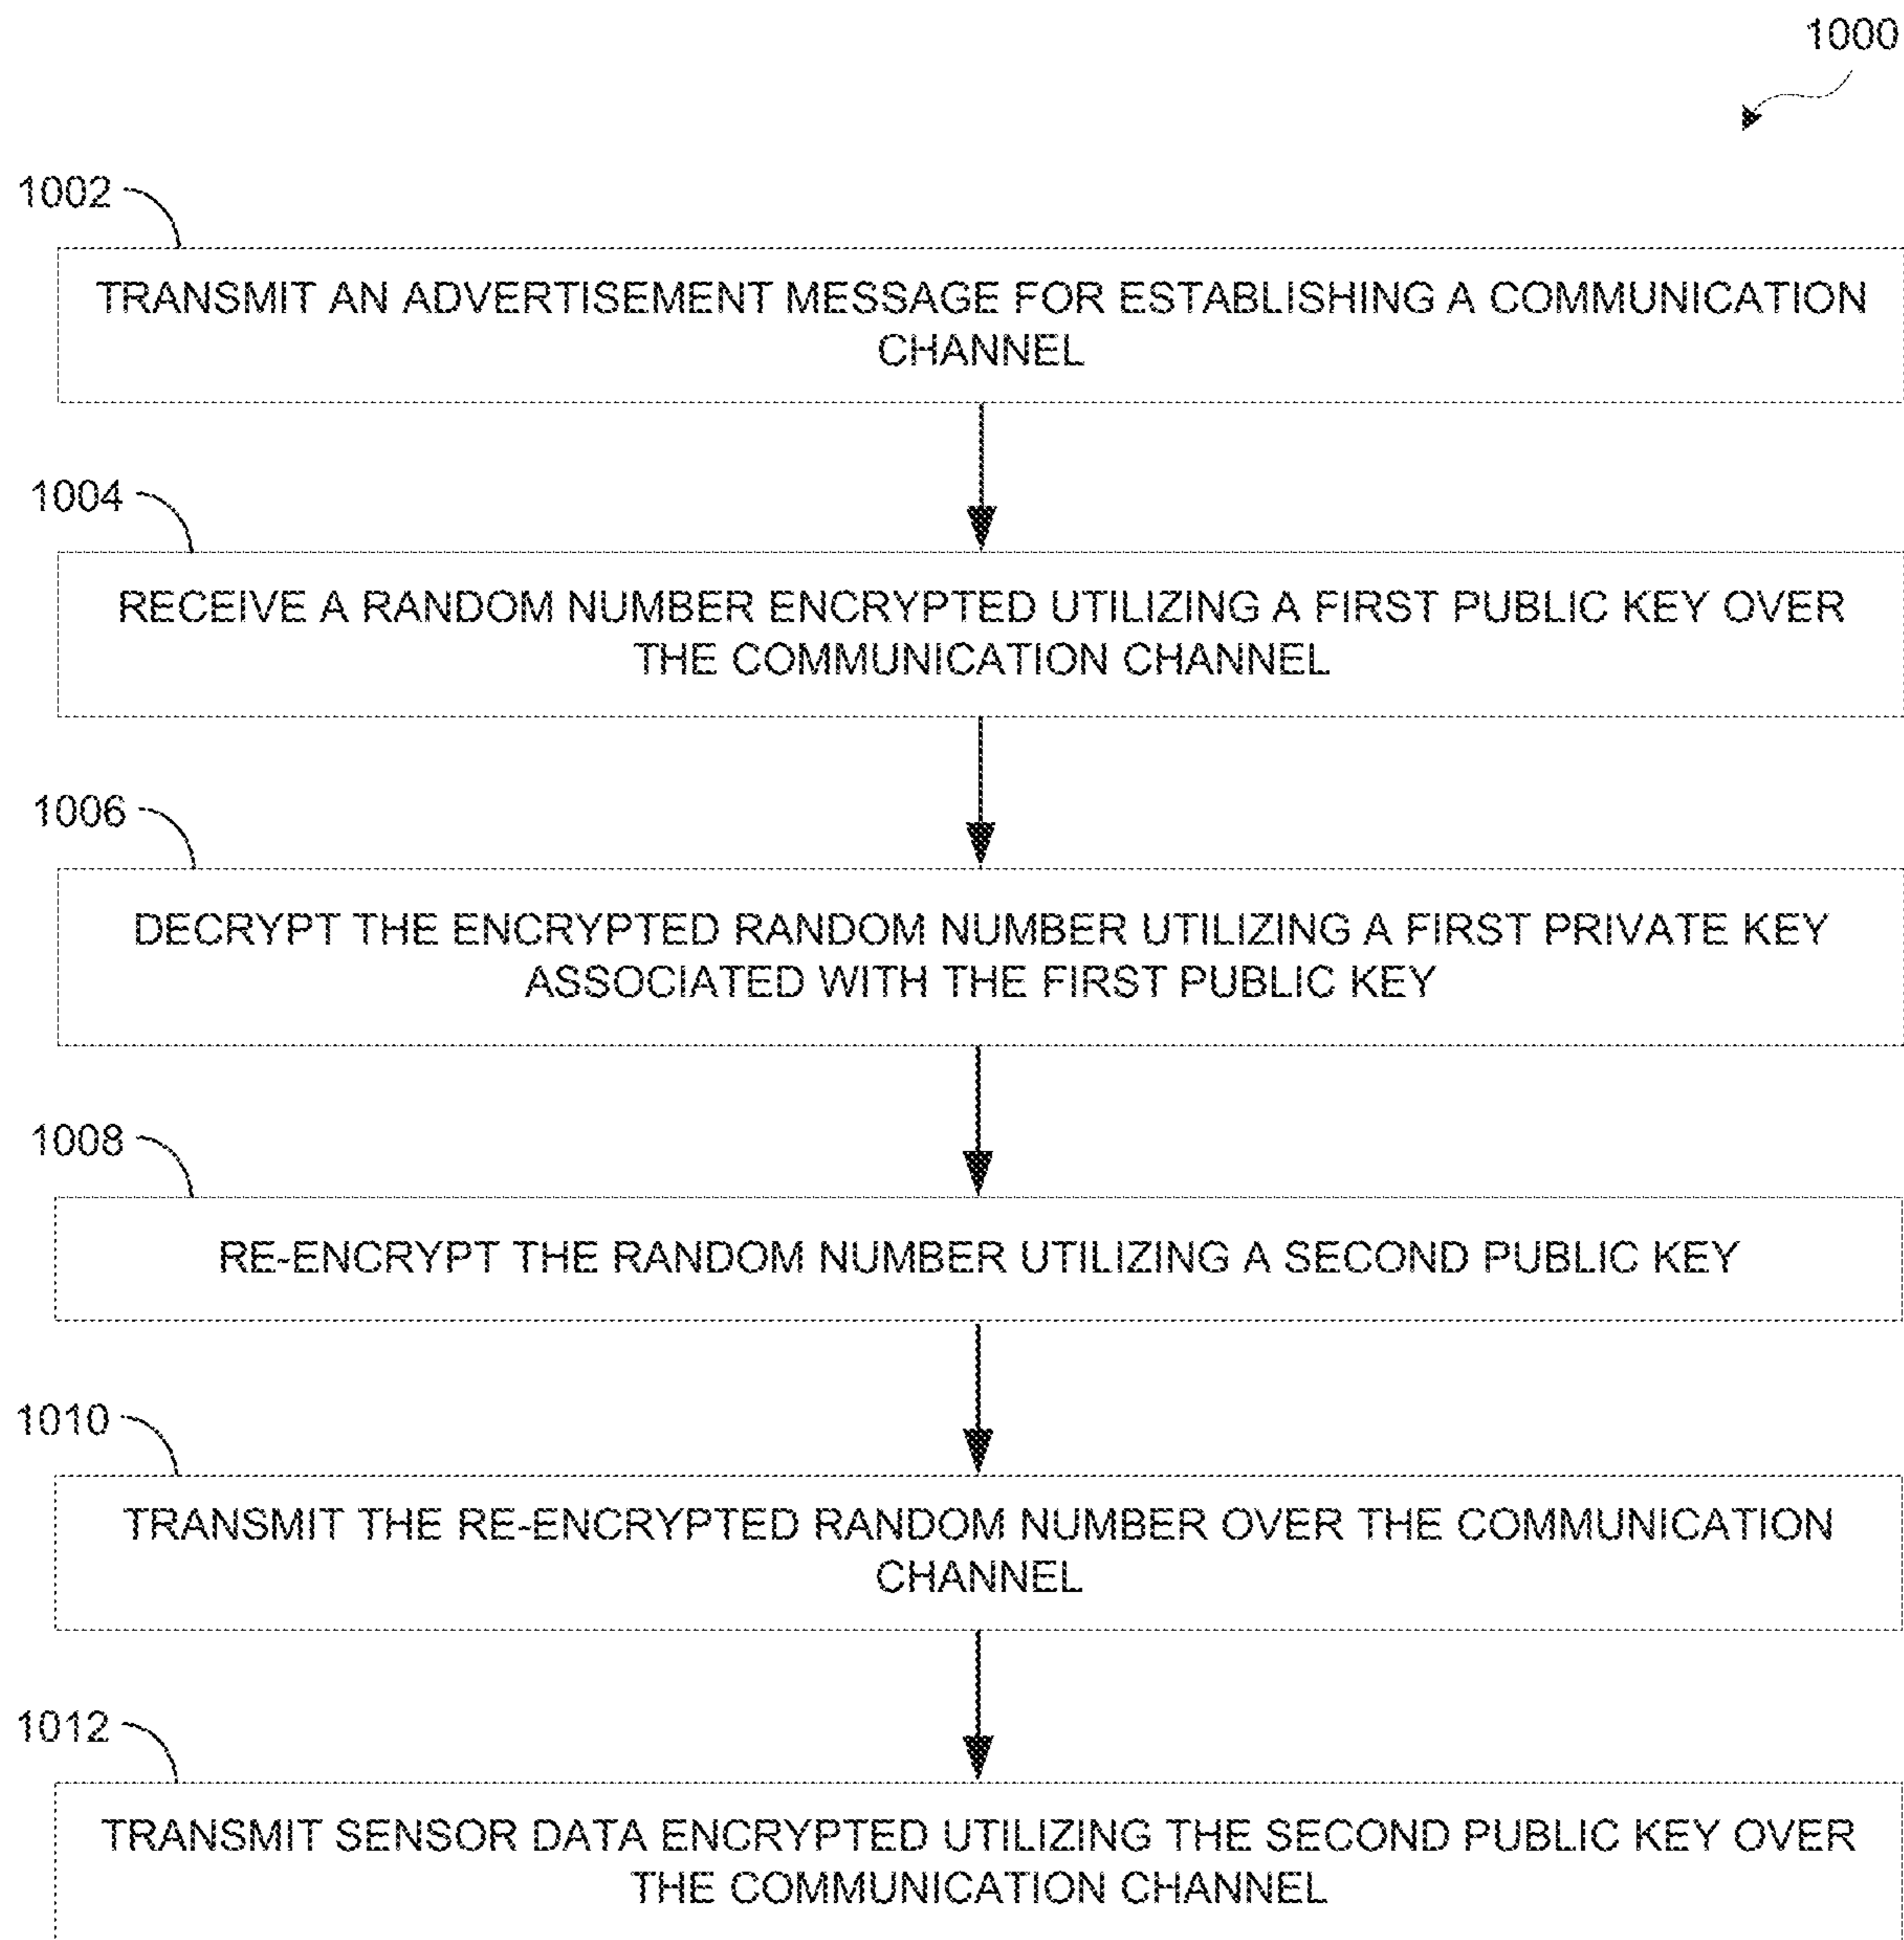 1000
1002
TRANSMIT AN ADVERTISEMENT MESSAGE FOR ESTABLISHING A COMMUNICATION
CHANNEL
1004
RECEIVE A RANDOM NUMBER ENCRYPTED UTILIZING A FIRST PUBLIC KEY OVER
THE COMMUNICATION CHANNEL
1006
DECRYPT THE ENCRYPTED RANDOM NUMBER UTILIZING A FIRST PRIVATE KEY
ASSOCIATED WITH THE FIRST PUBLIC KEY
1008
RE-ENCRYPT THE RANDOM NUMBER UTILIZING A SECOND PUBLIC KEY
1010
TRANSMIT THE RE-ENCRYPTED RANDOM NUMBER OVER THE COMMUNICATION
CHANNEL
1012
TRANSMIT SENSOR DATA ENCRYPTED UTILIZING THE SECOND PUBLIC KEY OVER
THE COMMUNICATION CHANNEL